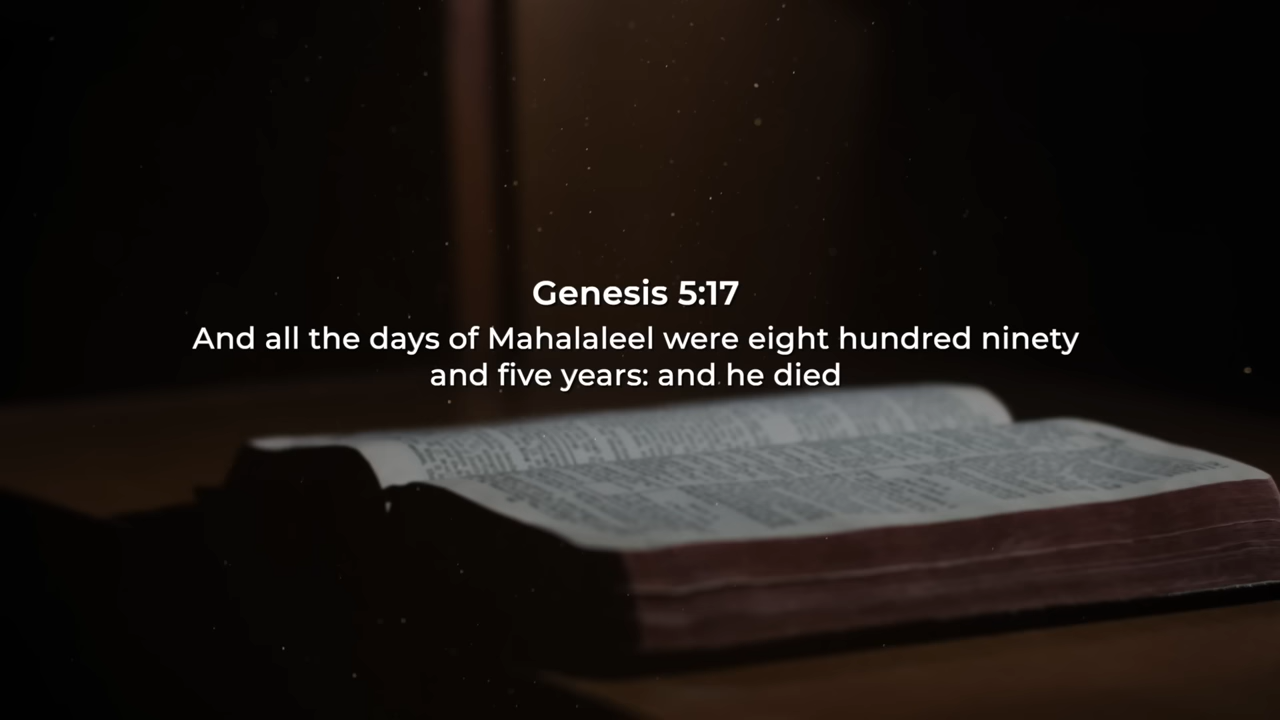 Genesis 5:17
And all the days of Mahalaleel were eight hundred ninety
and five years: and he died